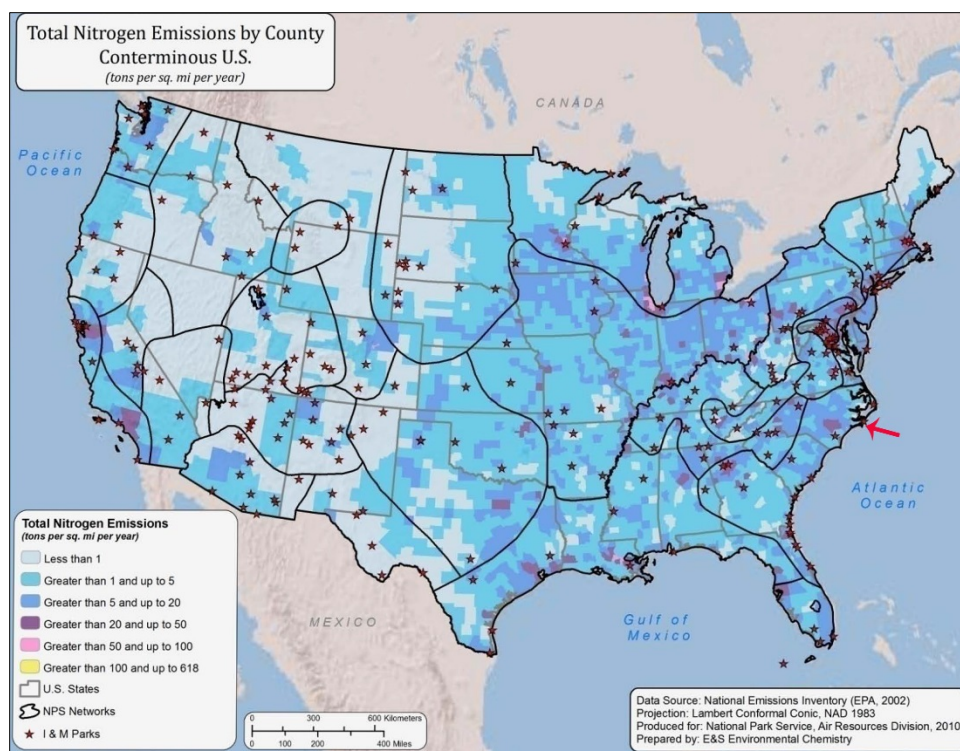 Total Nitrogen Emissions by County
Conterminous U.S.
(tons per sq. mi per year)
CANADA
Pacific
Ocean
Atlantic
Ocean
Gulf of
Mexico
MEXICO
Total Nitrogen Emissions
(tons per sq. mi per year)
Less than 1
Greater than 1 and up to 5
Greater than 5 and up to 20
Greater than 20 and up to 50
Greater than 50 and up to 100
Greater than 100 and up to 618
U.S. States
NPS Networks
I & M Parks
0 300 600 Kilometers
0 100 200 400 Miles
Data Source: National Emissions Inventory (EPA, 2002)
Projection: Lambert Conformal Conic, NAD 1983
Produced for: National Park Service, Air Resources Division, 2010
Prepared by: E&S Environmental Chemistry